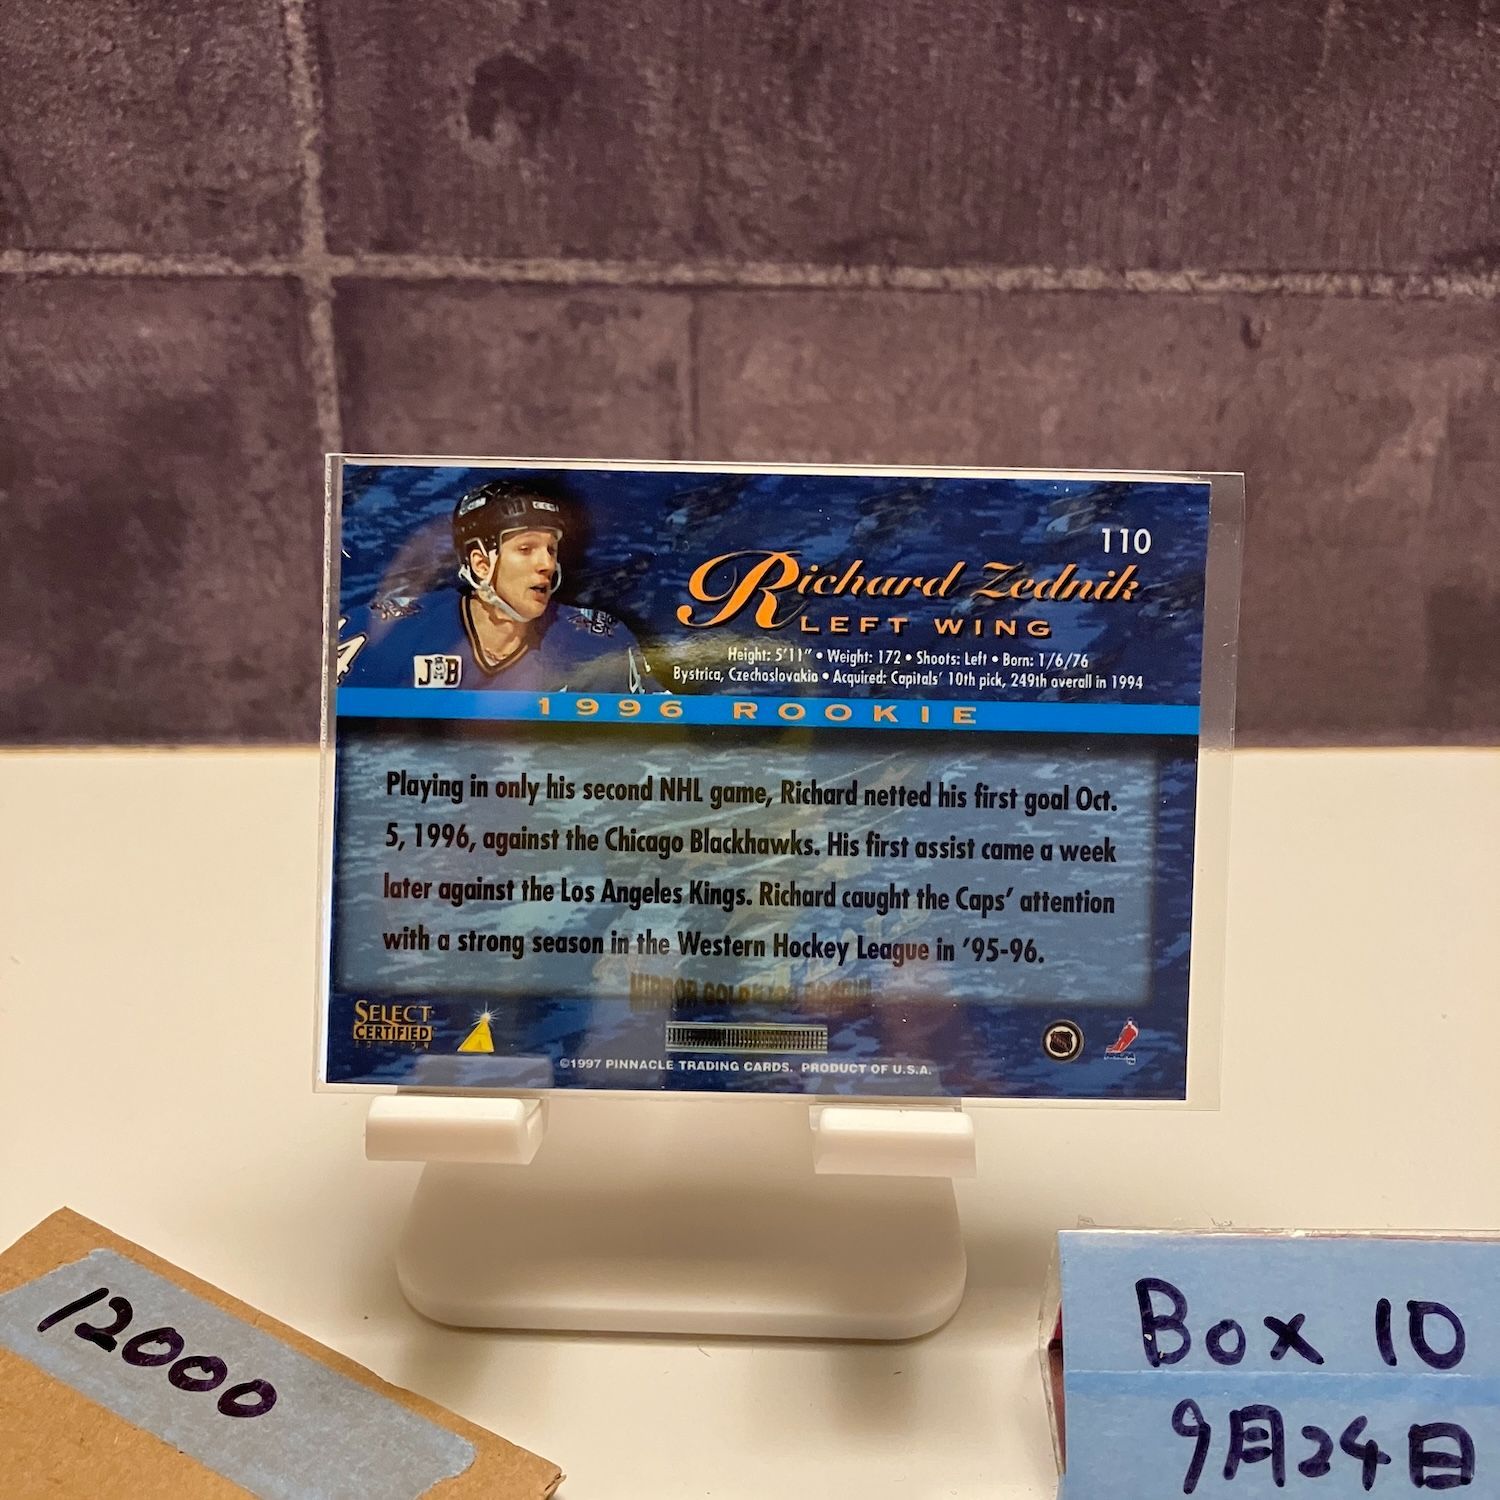 110
Richard Zednik
LEFT WING
Height: 5'11" • Weight: 172 • Shoots: Left • Born: 1/6/76
Bystrica, Czechoslovakia • Acquired: Capitals' 10th pick, 249th overall in 1994
JB
1996 ROOKIE
Playing in only his second NHL game, Richard netted his first goal Oct.
5, 1996, against the Chicago Blackhawks. His first assist came a week
later against the Los Angeles Kings. Richard caught the Caps' attention
with a strong season in the Western Hockey League in '95-96.
MIRROR GOLD
SELECT
CERTIFIED
EDITION
©1997 PINNACLE TRADING CARDS. PRODUCT OF U.S.A.
12000
Box 10
9月24日